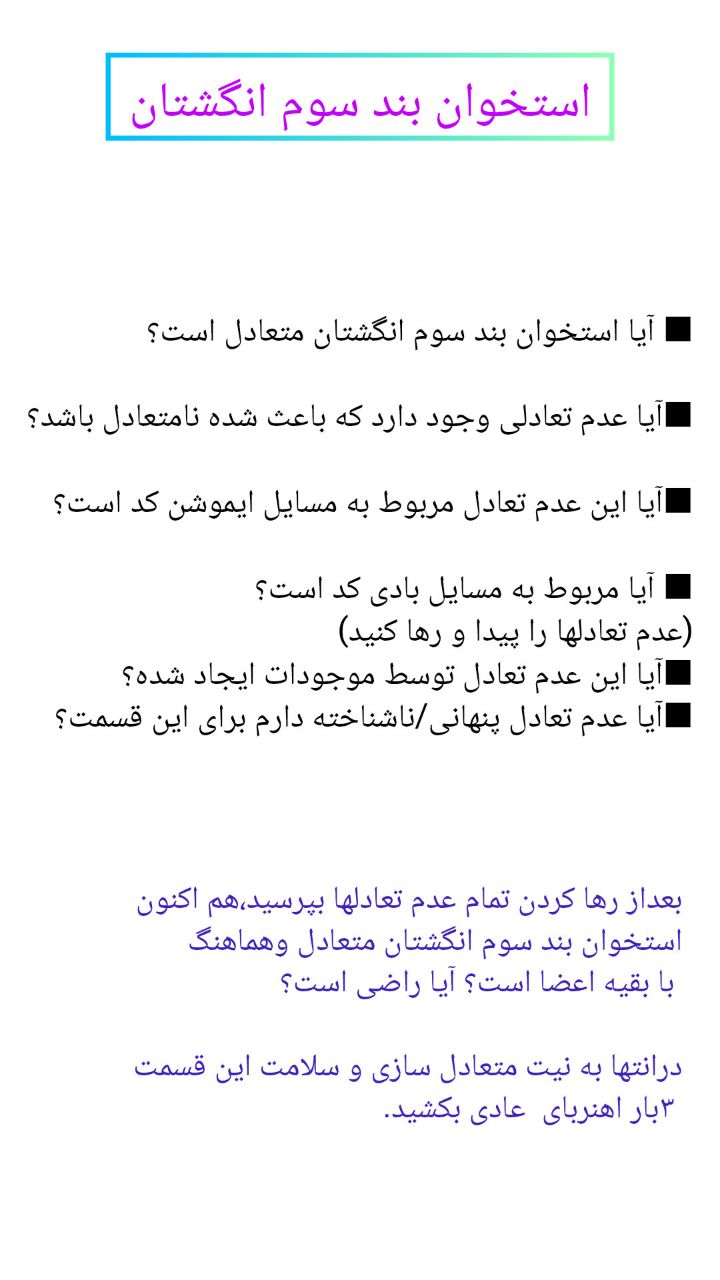 استخوان بند سوم انگشتان
■ آیا استخوان بند سوم انگشتان متعادل است؟
■آیا عدم تعادلی وجود دارد که باعث شده نامتعادل باشد؟
■آیا این عدم تعادل مربوط به مسایل ایموشن کد است؟
■ آیا مربوط به مسایل بادی کد است؟
(عدم تعادلها را پیدا و رها کنید)
■آیا این عدم تعادل توسط موجودات ایجاد شده؟
■آیا عدم تعادل پنهانی/ناشناخته دارم برای این قسمت؟
بعداز رها کردن تمام عدم تعادلها بپرسید،هم اکنون
استخوان بند سوم انگشتان متعادل وهماهنگ
با بقیه اعضا است؟ آیا راضی است؟
درانتها به نیت متعادل سازی و سلامت این قسمت
۳بار اهنربای  عادی بکشید.